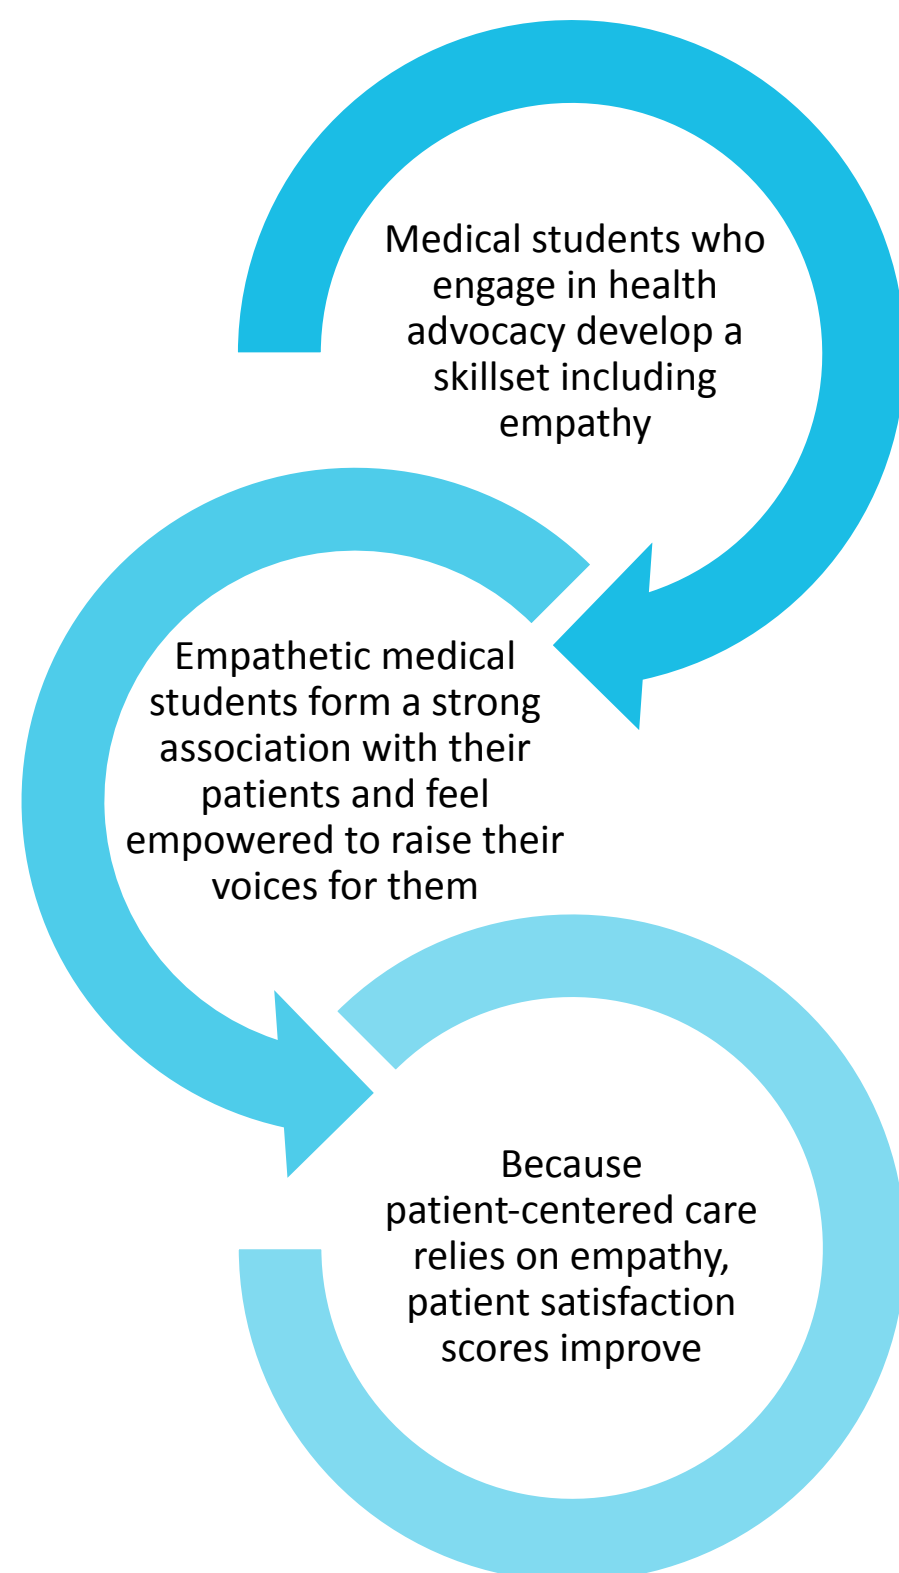 Medical students who
engage in health
advocacy develop a
skillset including
empathy
Empathetic medical
students form a strong
association with their
patients and feel
empowered to raise their
voices for them
Because
patient-centered care
relies on empathy,
patient satisfaction
scores improve